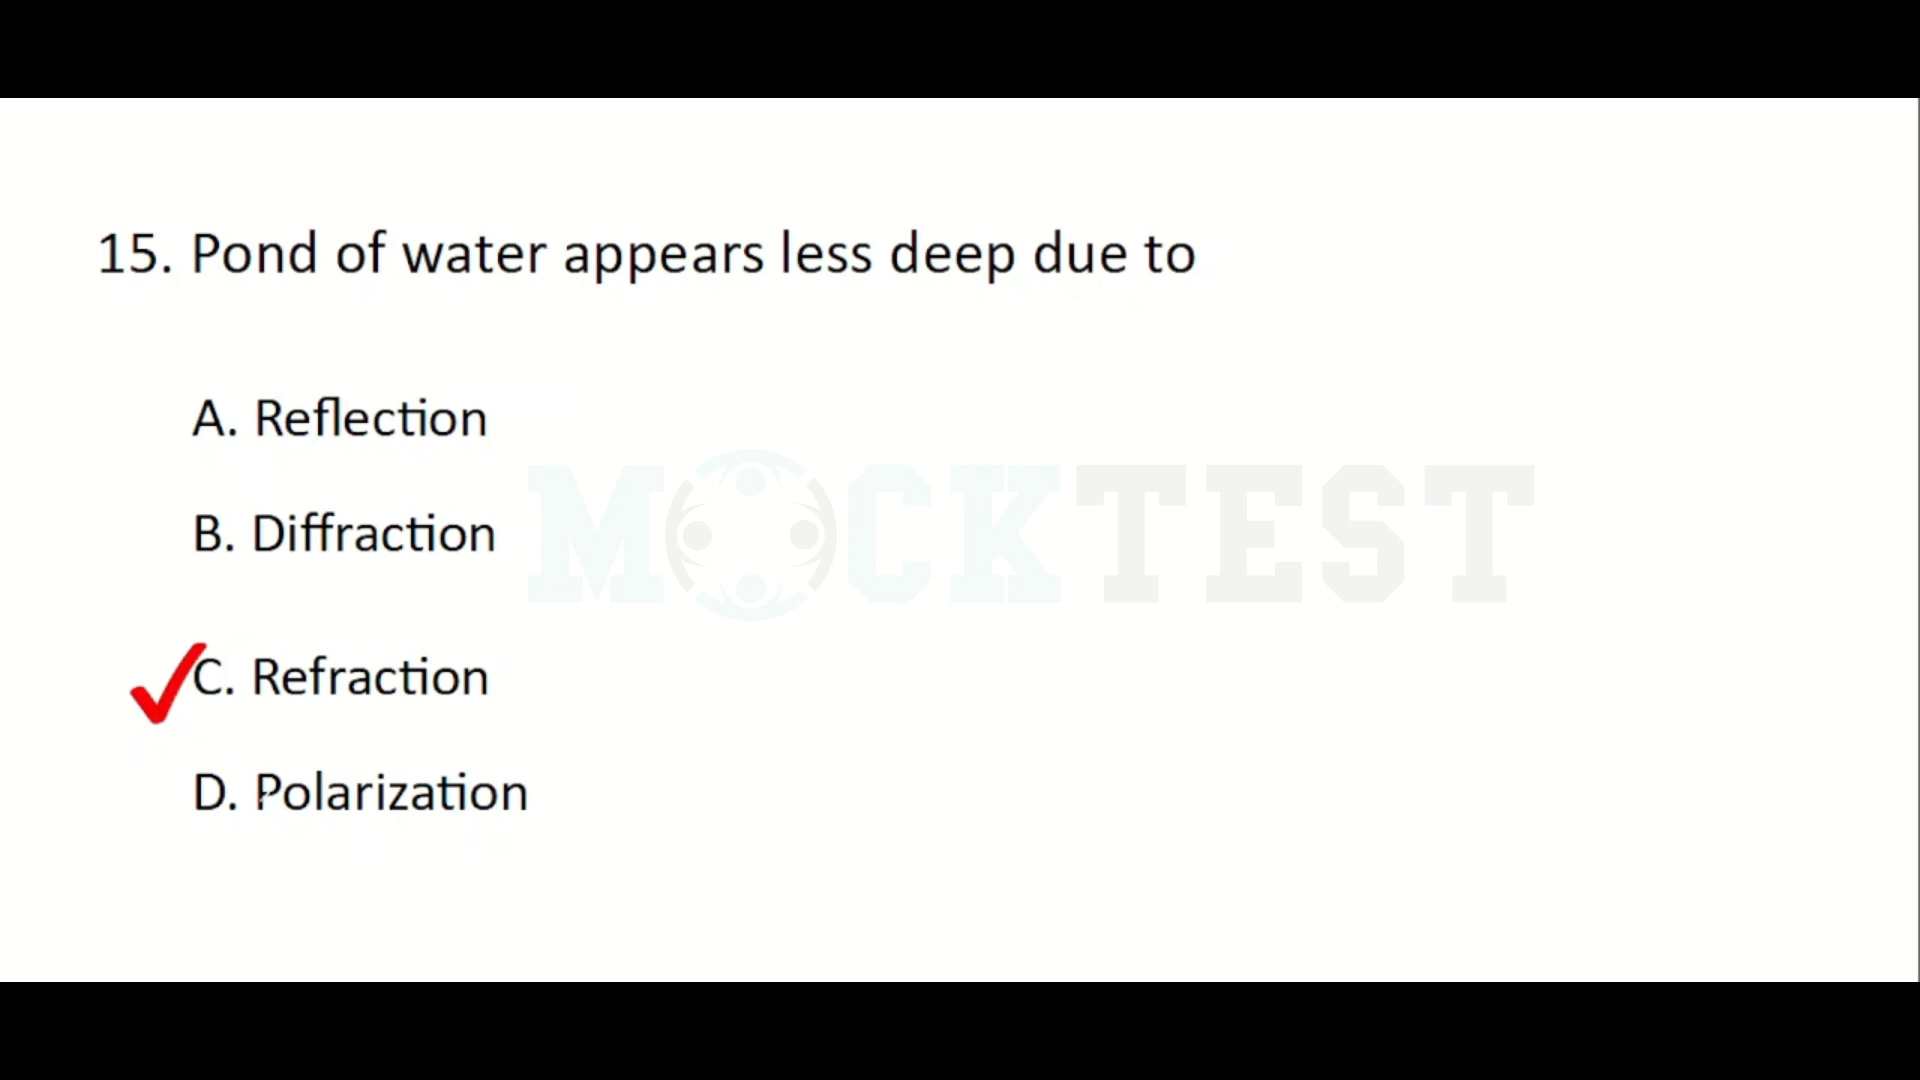 15. Pond of water appears less deep due to
A. Reflection
B. Diffraction
MOCKTEST
C. Refraction
D. Polarization